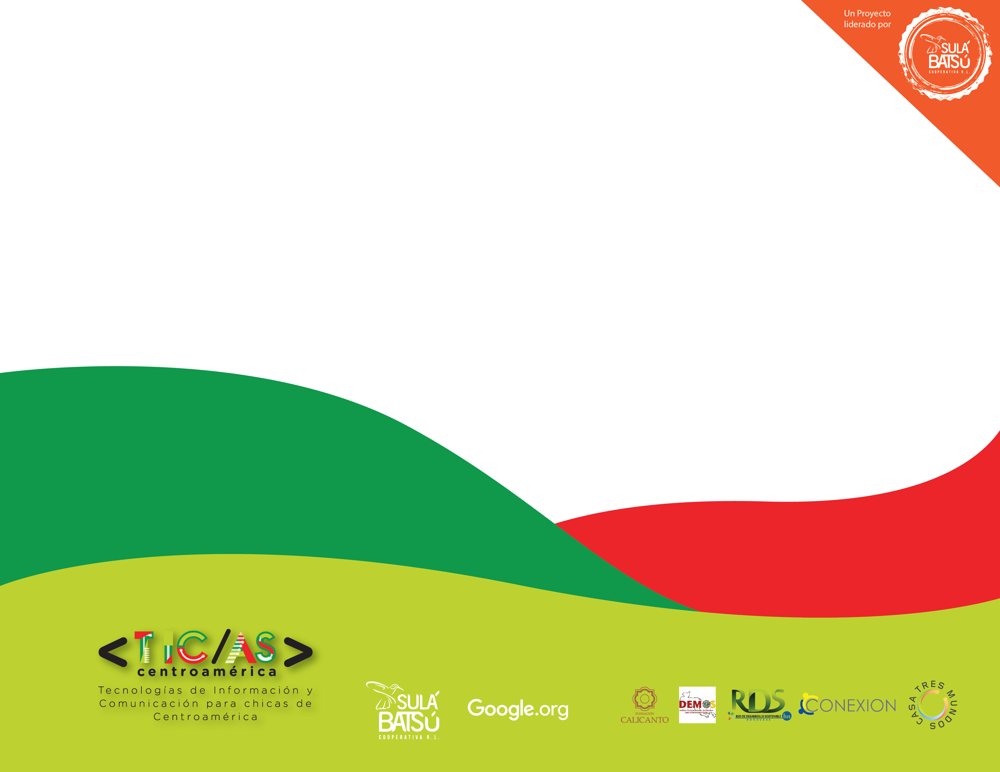 Un Proyecto
liderado por
SULÁ
BATSÚ
COOPERATIVA R.L.
<TIC/AS>
centroamérica
Tecnologías de Información y
Comunicación para chicas de
Centroamérica
SULÁ
BATSÚ
COOPERATIVA R.L.
Google.org
FUNDACIÓN
CALICANTO
DEMOS
Instituto Centroamericano de Estudios
para la Democracia Social
RDS
RED DE DESARROLLO SOSTENIBLE hn
HONDURAS
CONEXION
CASA TRES MUNDOS